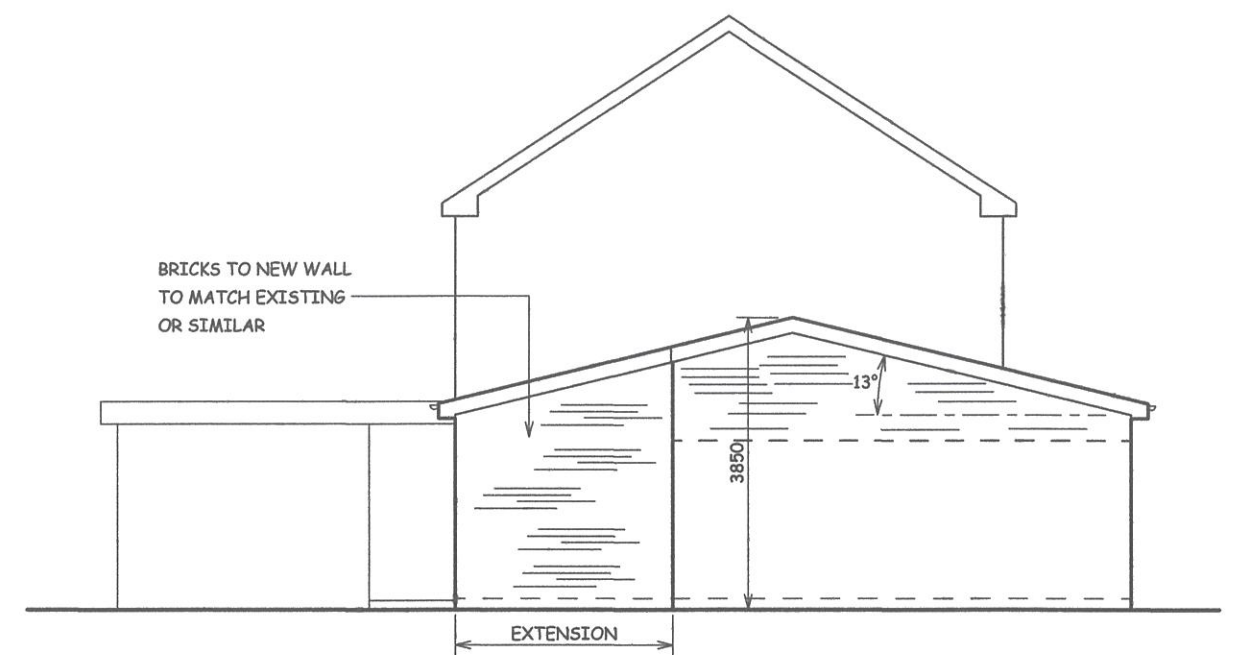 BRICKS TO NEW WALL
TO MATCH EXISTING
OR SIMILAR
13°
3850
EXTENSION